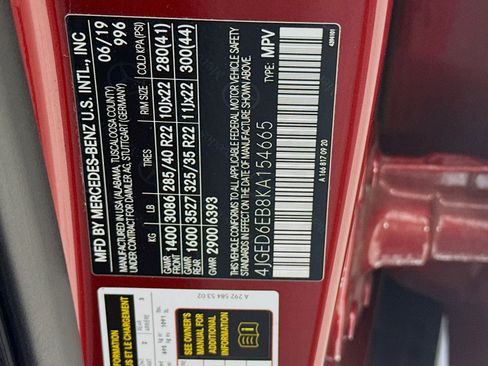 MFD BY MERCEDES-BENZ U.S. INTL., INC 06/19
MANUFACTURED IN USA (ALABAMA, TUSCALOOSA COUNTY) 996
UNDER CONTRACT FOR DAIMLER AG, STUTTGART (GERMANY)
KG LB TIRES RIM SIZE COLD KPA (PSI)
GAWR FRONT 1400 3086 285/40 R22 10Jx22 280(41)
GAWR REAR 1600 3527 325/35 R22 11Jx22 300(44)
GVWR 2900 6393
THIS VEHICLE CONFORMS TO ALL APPLICABLE FEDERAL MOTOR VEHICLE SAFETY
STANDARDS IN EFFECT ON THE DATE OF MANUFACTURE SHOWN ABOVE.
4JGED6EB8KA154665 TYPE: MPV
A 166 817 09 20
A 292 584 53 02
SEE OWNER'S
MANUAL FOR
ADDITIONAL
INFORMATION